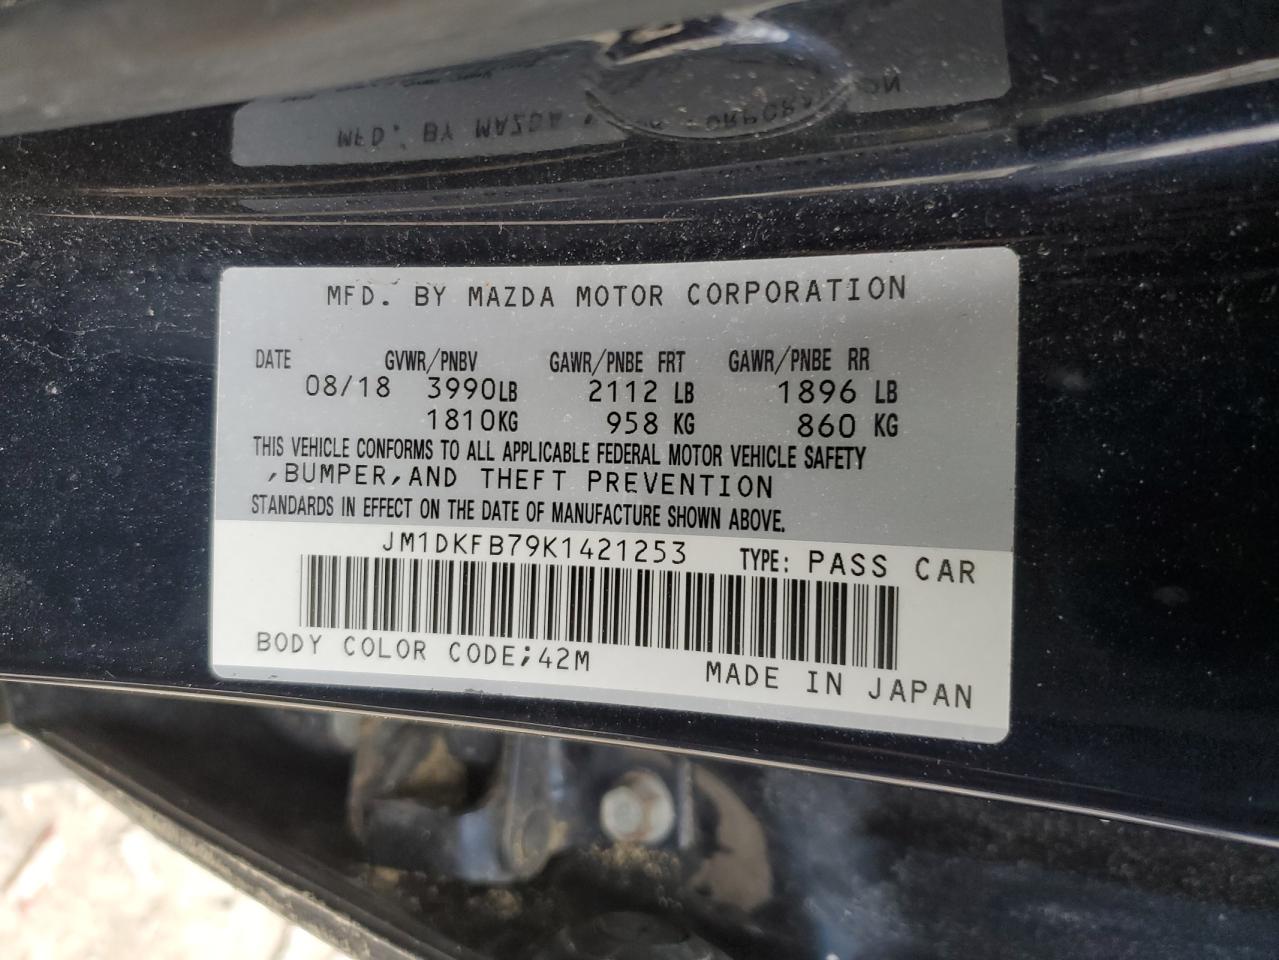 MFD. BY MAZDA MOTOR CORPORATION
DATE GVWR/PNBV GAWR/PNBE FRT GAWR/PNBE RR
08/18 3990LB 2112 LB 1896 LB
1810KG 958 KG 860 KG
THIS VEHICLE CONFORMS TO ALL APPLICABLE FEDERAL MOTOR VEHICLE SAFETY
,BUMPER,AND THEFT PREVENTION
STANDARDS IN EFFECT ON THE DATE OF MANUFACTURE SHOWN ABOVE.
JM1DKFB79K1421253 TYPE: PASS CAR
BODY COLOR CODE;42M MADE IN JAPAN